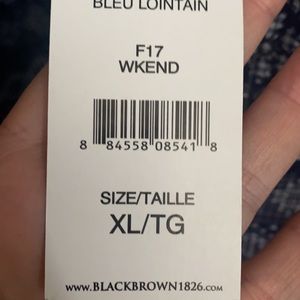 BLEU LOINTAIN
F17
WKEND
8 84558 08541 8
SIZE/TAILLE
XL/TG
WWW.BLACKBROWN1826.COM